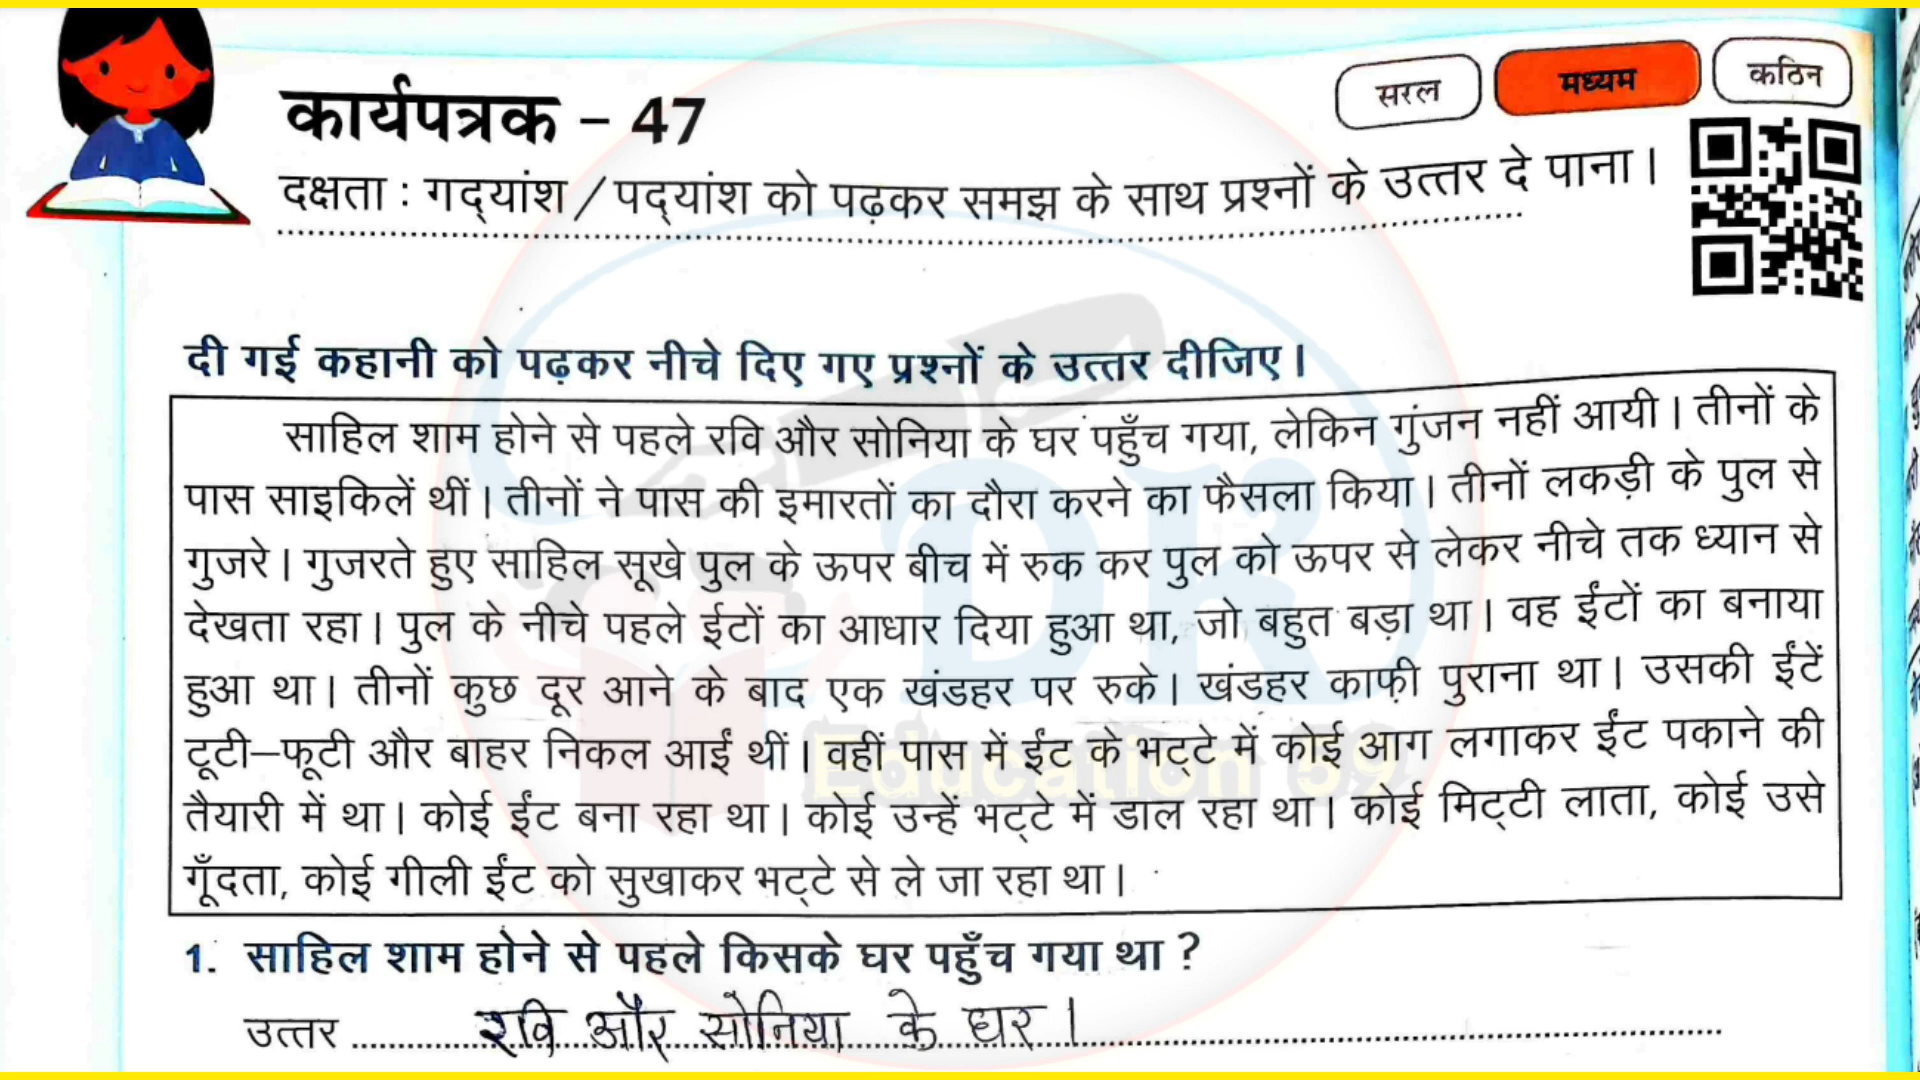 सरल मध्यम कठिन
कार्यपत्रक – 47
दक्षता : गद्‌यांश / पद्‌यांश को पढ़कर समझ के साथ प्रश्नों के उत्तर दे पाना।
दी गई कहानी को पढ़कर नीचे दिए गए प्रश्नों के उत्तर दीजिए।
साहिल शाम होने से पहले रवि और सोनिया के घर पहुँच गया, लेकिन गुंजन नहीं आयी। तीनों के
पास साइकिलें थीं। तीनों ने पास की इमारतों का दौरा करने का फैसला किया। तीनों लकड़ी के पुल से
गुजरे। गुजरते हुए साहिल सूखे पुल के ऊपर बीच में रुक कर पुल को ऊपर से लेकर नीचे तक ध्यान से
देखता रहा। पुल के नीचे पहले ईटों का आधार दिया हुआ था, जो बहुत बड़ा था। वह ईंटों का बनाया
हुआ था। तीनों कुछ दूर आने के बाद एक खंडहर पर रुके। खंडहर काफ़ी पुराना था। उसकी ईंटें
टूटी–फूटी और बाहर निकल आईं थीं। वहीं पास में ईंट के भट्‌टे में कोई आग लगाकर ईंट पकाने की
तैयारी में था। कोई ईंट बना रहा था। कोई उन्हें भट्‌टे में डाल रहा था। कोई मिट्‌टी लाता, कोई उसे
गूँदता, कोई गीली ईंट को सुखाकर भट्‌टे से ले जा रहा था।
DK
Education 59
1. साहिल शाम होने से पहले किसके घर पहुँच गया था ?
उत्तर रवि और सोनिया के घर।